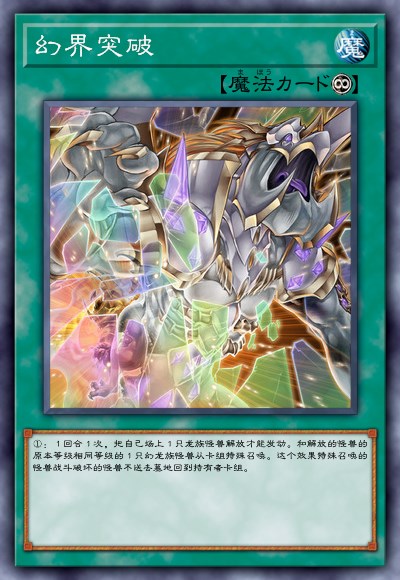 幻界突破
魔
【魔法カード】
まほう
①：1回合1次，把自己场上1只龙族怪兽解放才能发动。和解放的怪兽的
原本等级相同等级的1只幻龙族怪兽从卡组特殊召唤。这个效果特殊召唤的
怪兽战斗破坏的怪兽不送去墓地回到持有者卡组。